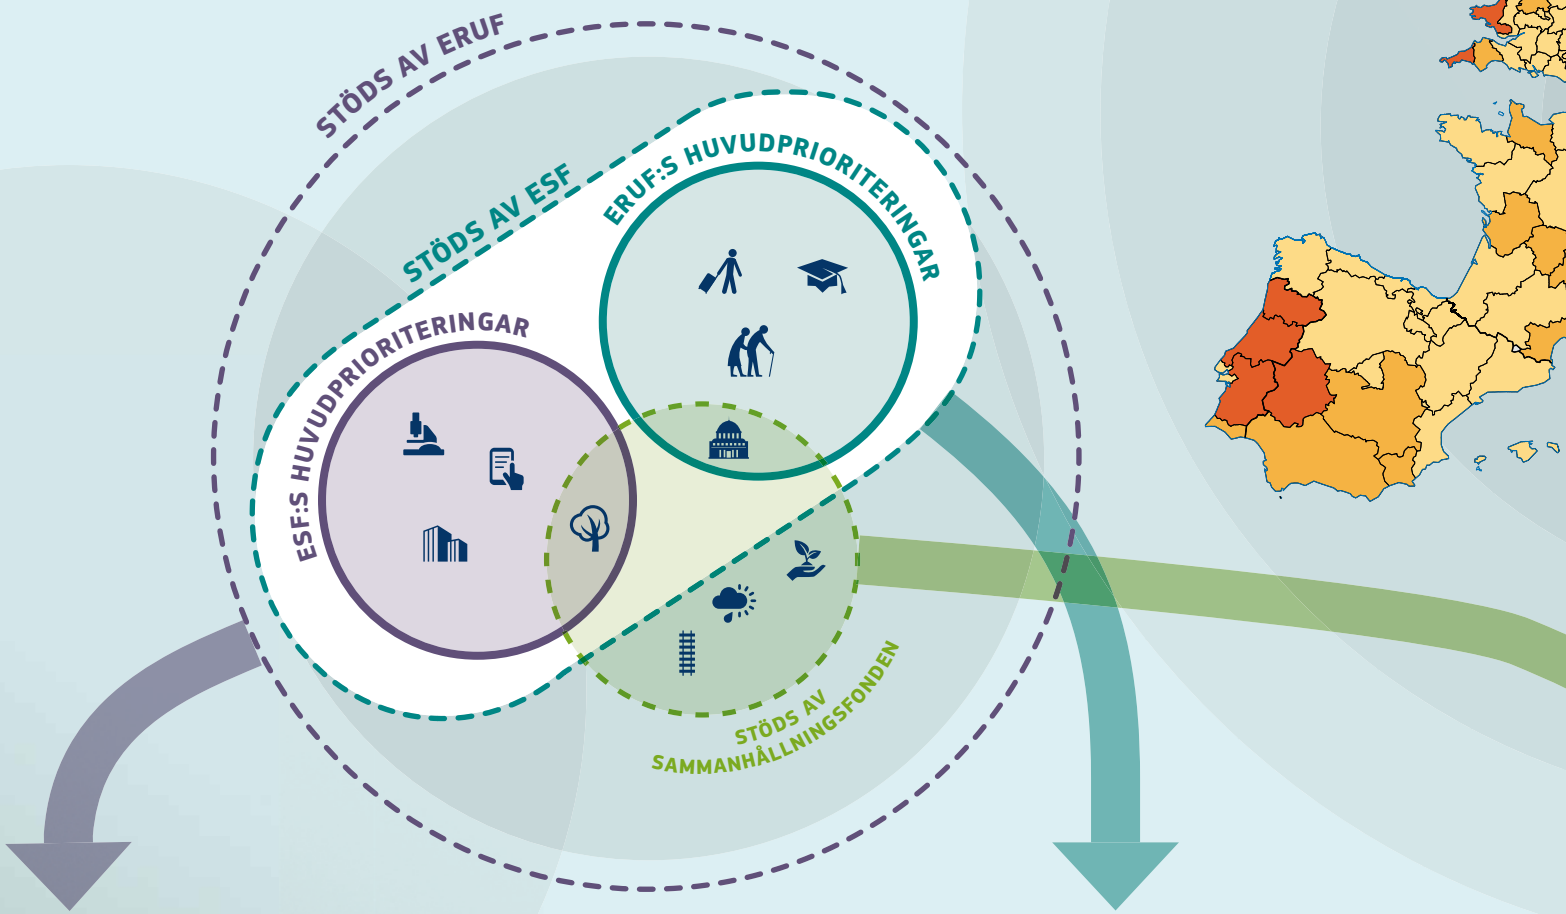 STÖDS AV ERUF
STÖDS AV ESF
ERUF:S HUVUDPRIORITERINGAR
ESF:S HUVUDPRIORITERINGAR
STÖDS AV
SAMMANHÅLLNINGSFONDEN